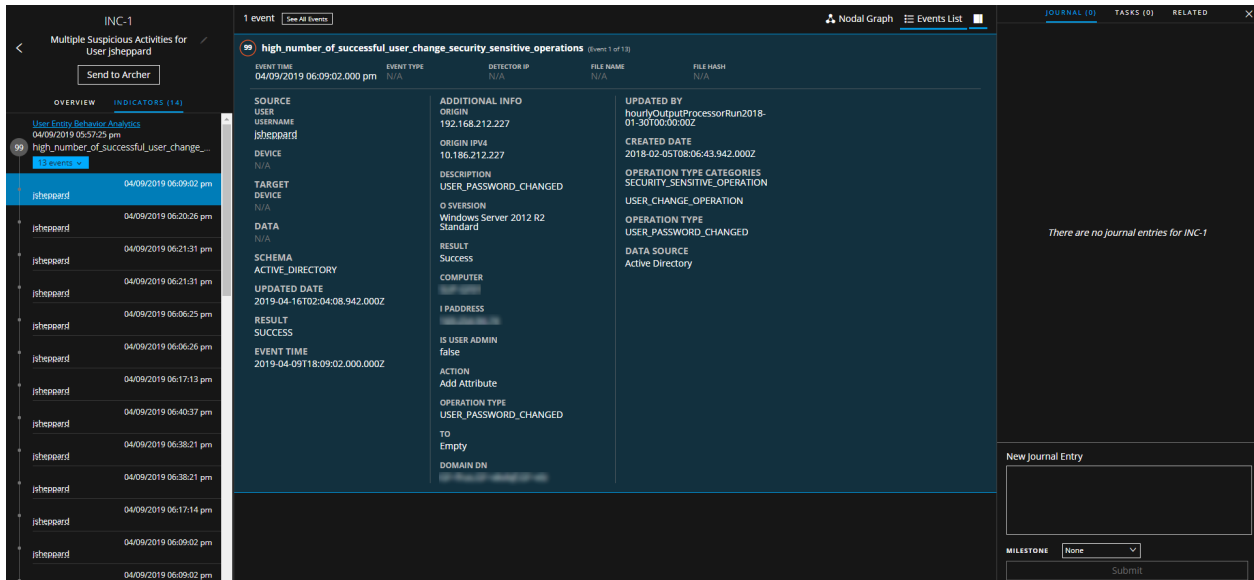 INC-1
Multiple Suspicious Activities for
User jsheppard
Send to Archer
OVERVIEW
INDICATORS (14)
User Entity Behavior Analytics
04/09/2019 05:57:25 pm
99
high_number_of_successful_user_change_...
13 events
04/09/2019 06:09:02 pm
jsheppard
04/09/2019 06:20:26 pm
jsheppard
04/09/2019 06:21:31 pm
jsheppard
04/09/2019 06:21:31 pm
jsheppard
04/09/2019 06:06:25 pm
jsheppard
04/09/2019 06:06:26 pm
jsheppard
04/09/2019 06:17:13 pm
jsheppard
04/09/2019 06:40:37 pm
jsheppard
04/09/2019 06:38:21 pm
jsheppard
04/09/2019 06:38:21 pm
jsheppard
04/09/2019 06:17:14 pm
jsheppard
04/09/2019 06:09:02 pm
jsheppard
04/09/2019 06:09:02 pm
1 event
See All Events
Nodal Graph
Events List
99
high_number_of_successful_user_change_security_sensitive_operations (Event 1 of 13)
EVENT TIME
04/09/2019 06:09:02.000 pm
EVENT TYPE
N/A
DETECTOR IP
N/A
FILE NAME
N/A
FILE HASH
N/A
SOURCE
USER
USERNAME
jsheppard
DEVICE
N/A
TARGET
DEVICE
N/A
DATA
N/A
SCHEMA
ACTIVE_DIRECTORY
UPDATED DATE
2019-04-16T02:04:08.942.000Z
RESULT
SUCCESS
EVENT TIME
2019-04-09T18:09:02.000.000Z
ADDITIONAL INFO
ORIGIN
192.168.212.227
ORIGIN IPV4
10.186.212.227
DESCRIPTION
USER_PASSWORD_CHANGED
O SVERSION
Windows Server 2012 R2
Standard
RESULT
Success
COMPUTER
I PADDRESS
IS USER ADMIN
false
ACTION
Add Attribute
OPERATION TYPE
USER_PASSWORD_CHANGED
TO
Empty
DOMAIN DN
UPDATED BY
hourlyOutputProcessorRun2018-
01-30T00:00:00Z
CREATED DATE
2018-02-05T08:06:43.942.000Z
OPERATION TYPE CATEGORIES
SECURITY_SENSITIVE_OPERATION
USER_CHANGE_OPERATION
OPERATION TYPE
USER_PASSWORD_CHANGED
DATA SOURCE
Active Directory
JOURNAL (0)
TASKS (0)
RELATED
There are no journal entries for INC-1
New Journal Entry
MILESTONE
None
Submit